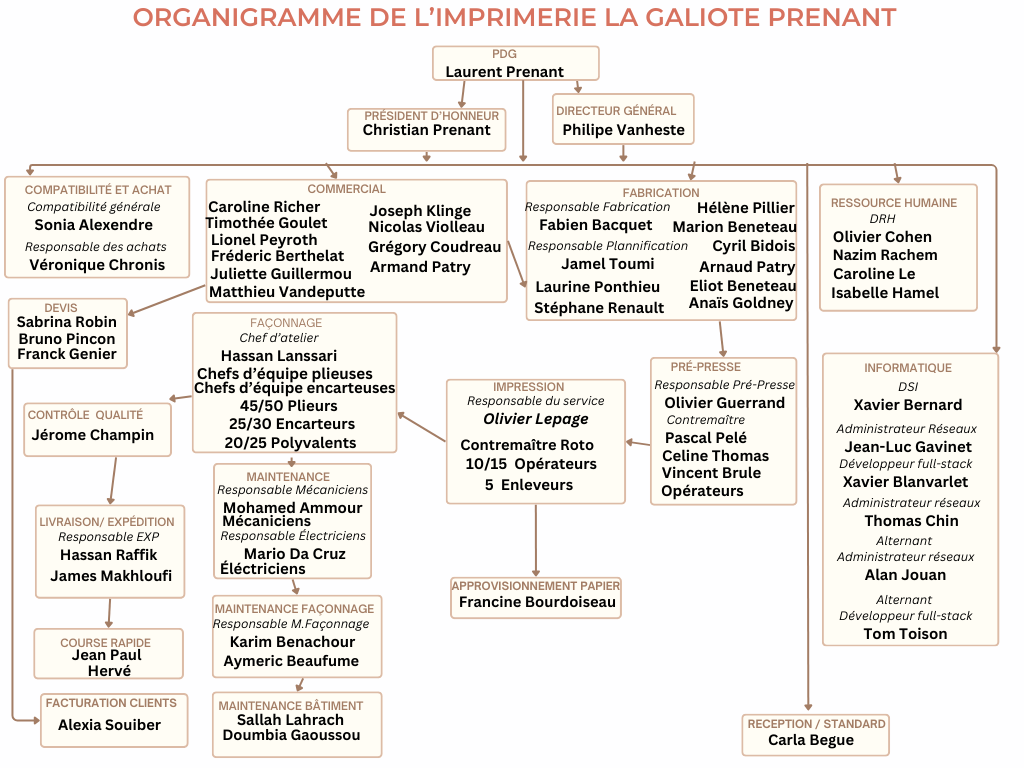 ORGANIGRAMME DE L'IMPRIMERIE LA GALIOTE PRENANT
PDG
Laurent Prenant
PRÉSIDENT D'HONNEUR
Christian Prenant
DIRECTEUR GÉNÉRAL
Philipe Vanheste
COMPATIBILITÉ ET ACHAT
Compatibilité générale
Sonia Alexendre
Responsable des achats
Véronique Chronis
COMMERCIAL
Caroline Richer
Timothée Goulet
Lionel Peyroth
Fréderic Berthelat
Juliette Guillermou
Matthieu Vandeputte
Joseph Klinge
Nicolas Violleau
Grégory Coudreau
Armand Patry
FABRICATION
Responsable Fabrication
Fabien Bacquet
Responsable Plannification
Jamel Toumi
Laurine Ponthieu
Stéphane Renault
Hélène Pillier
Marion Beneteau
Cyril Bidois
Arnaud Patry
Eliot Beneteau
Anaïs Goldney
RESSOURCE HUMAINE
DRH
Olivier Cohen
Nazim Rachem
Caroline Le
Isabelle Hamel
DEVIS
Sabrina Robin
Bruno Pincon
Franck Genier
FAÇONNAGE
Chef d'atelier
Hassan Lanssari
Chefs d'équipe plieuses
Chefs d'équipe encarteuses
45/50 Plieurs
25/30 Encarteurs
20/25 Polyvalents
CONTRÔLE QUALITÉ
Jérome Champin
IMPRESSION
Responsable du service
Olivier Lepage
Contremaître Roto
10/15 Opérateurs
5 Enleveurs
PRÉ-PRESSE
Responsable Pré-Presse
Olivier Guerrand
Contremaître
Pascal Pelé
Celine Thomas
Vincent Brule
Opérateurs
INFORMATIQUE
DSI
Xavier Bernard
Administrateur Réseaux
Jean-Luc Gavinet
Développeur full-stack
Xavier Blanvarlet
Administrateur réseaux
Thomas Chin
Alternant
Administrateur réseaux
Alan Jouan
Alternant
Développeur full-stack
Tom Toison
MAINTENANCE
Responsable Mécaniciens
Mohamed Ammour
Mécaniciens
Responsable Électriciens
Mario Da Cruz
Éléctriciens
LIVRAISON/ EXPÉDITION
Responsable EXP
Hassan Raffik
James Makhloufi
APPROVISIONNEMENT PAPIER
Francine Bourdoiseau
MAINTENANCE FAÇONNAGE
Responsable M.Façonnage
Karim Benachour
Aymeric Beaufume
COURSE RAPIDE
Jean Paul
Hervé
FACTURATION CLIENTS
Alexia Souiber
MAINTENANCE BÂTIMENT
Sallah Lahrach
Doumbia Gaoussou
RECEPTION / STANDARD
Carla Begue